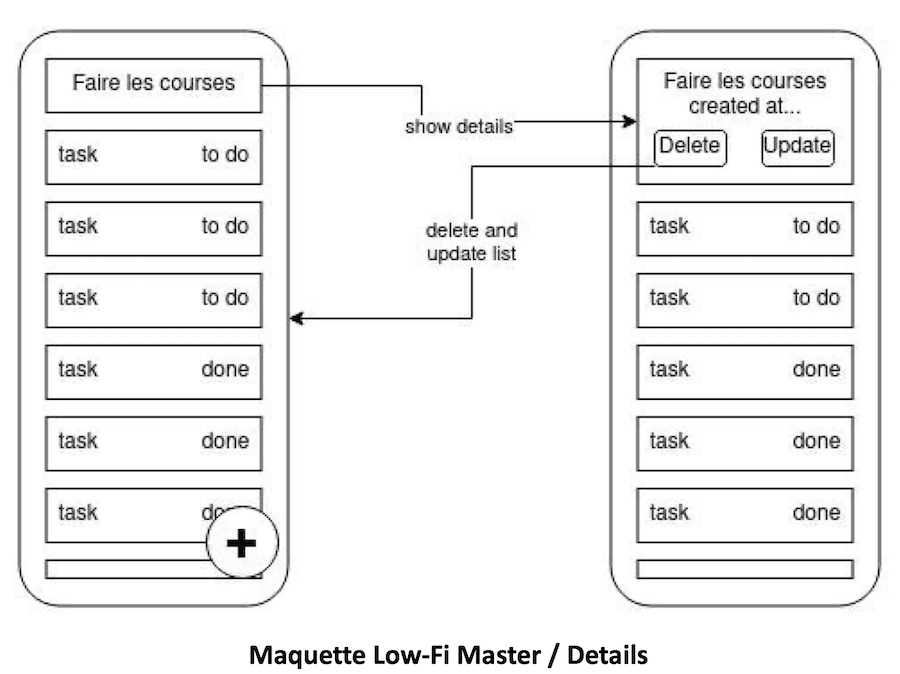 Faire les courses
task to do
task to do
task to do
task done
task done
task do
+
show details
delete and
update list
Faire les courses
created at...
Delete Update
task to do
task to do
task done
task done
task done
Maquette Low-Fi Master / Details